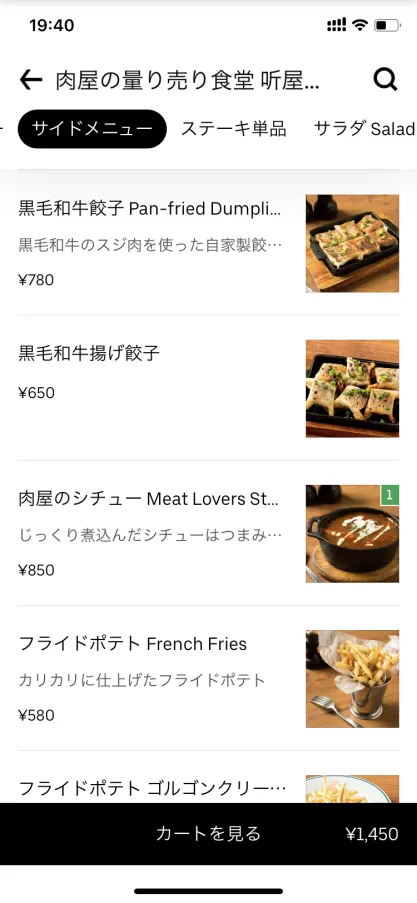 19:40
肉屋の量り売り食堂 听屋...
サイドメニュー ステーキ単品 サラダ Salad
黒毛和牛餃子 Pan-fried Dumpli...
黒毛和牛のスジ肉を使った自家製餃…
¥780
黒毛和牛揚げ餃子
¥650
肉屋のシチュー Meat Lovers St...
1
じっくり煮込んだシチューはつまみ…
¥850
フライドポテト French Fries
カリカリに仕上げたフライドポテト
¥580
フライドポテト ゴルゴンクリー…
カートを見る ¥1,450